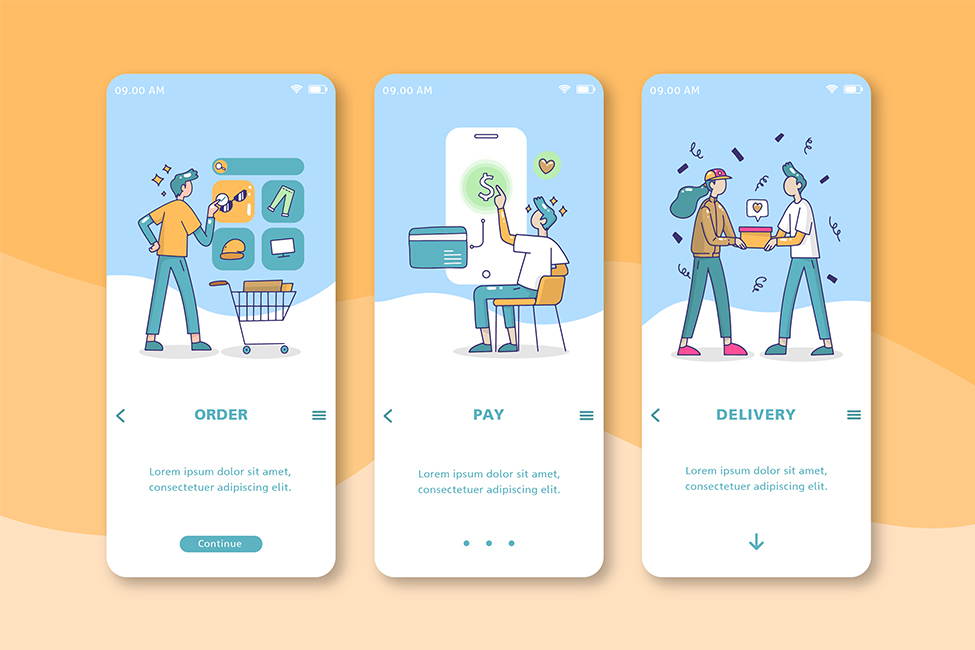 09.00 AM
ORDER
Lorem ipsum dolor sit amet,
consectetuer adipiscing elit.
Continue
09.00 AM
$
PAY
Lorem ipsum dolor sit amet,
consectetuer adipiscing elit.
09.00 AM
DELIVERY
Lorem ipsum dolor sit amet,
consectetuer adipiscing elit.